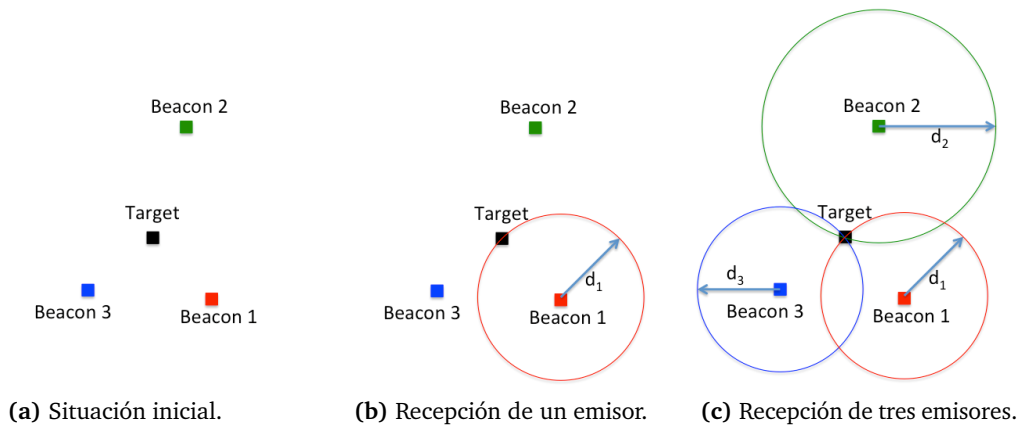 Beacon 2
Target
Beacon 3
Beacon 1
(a) Situación inicial.
Beacon 2
Target
d1
Beacon 3
Beacon 1
(b) Recepción de un emisor.
Beacon 2
d2
Target
d3
d1
Beacon 3
Beacon 1
(c) Recepción de tres emisores.